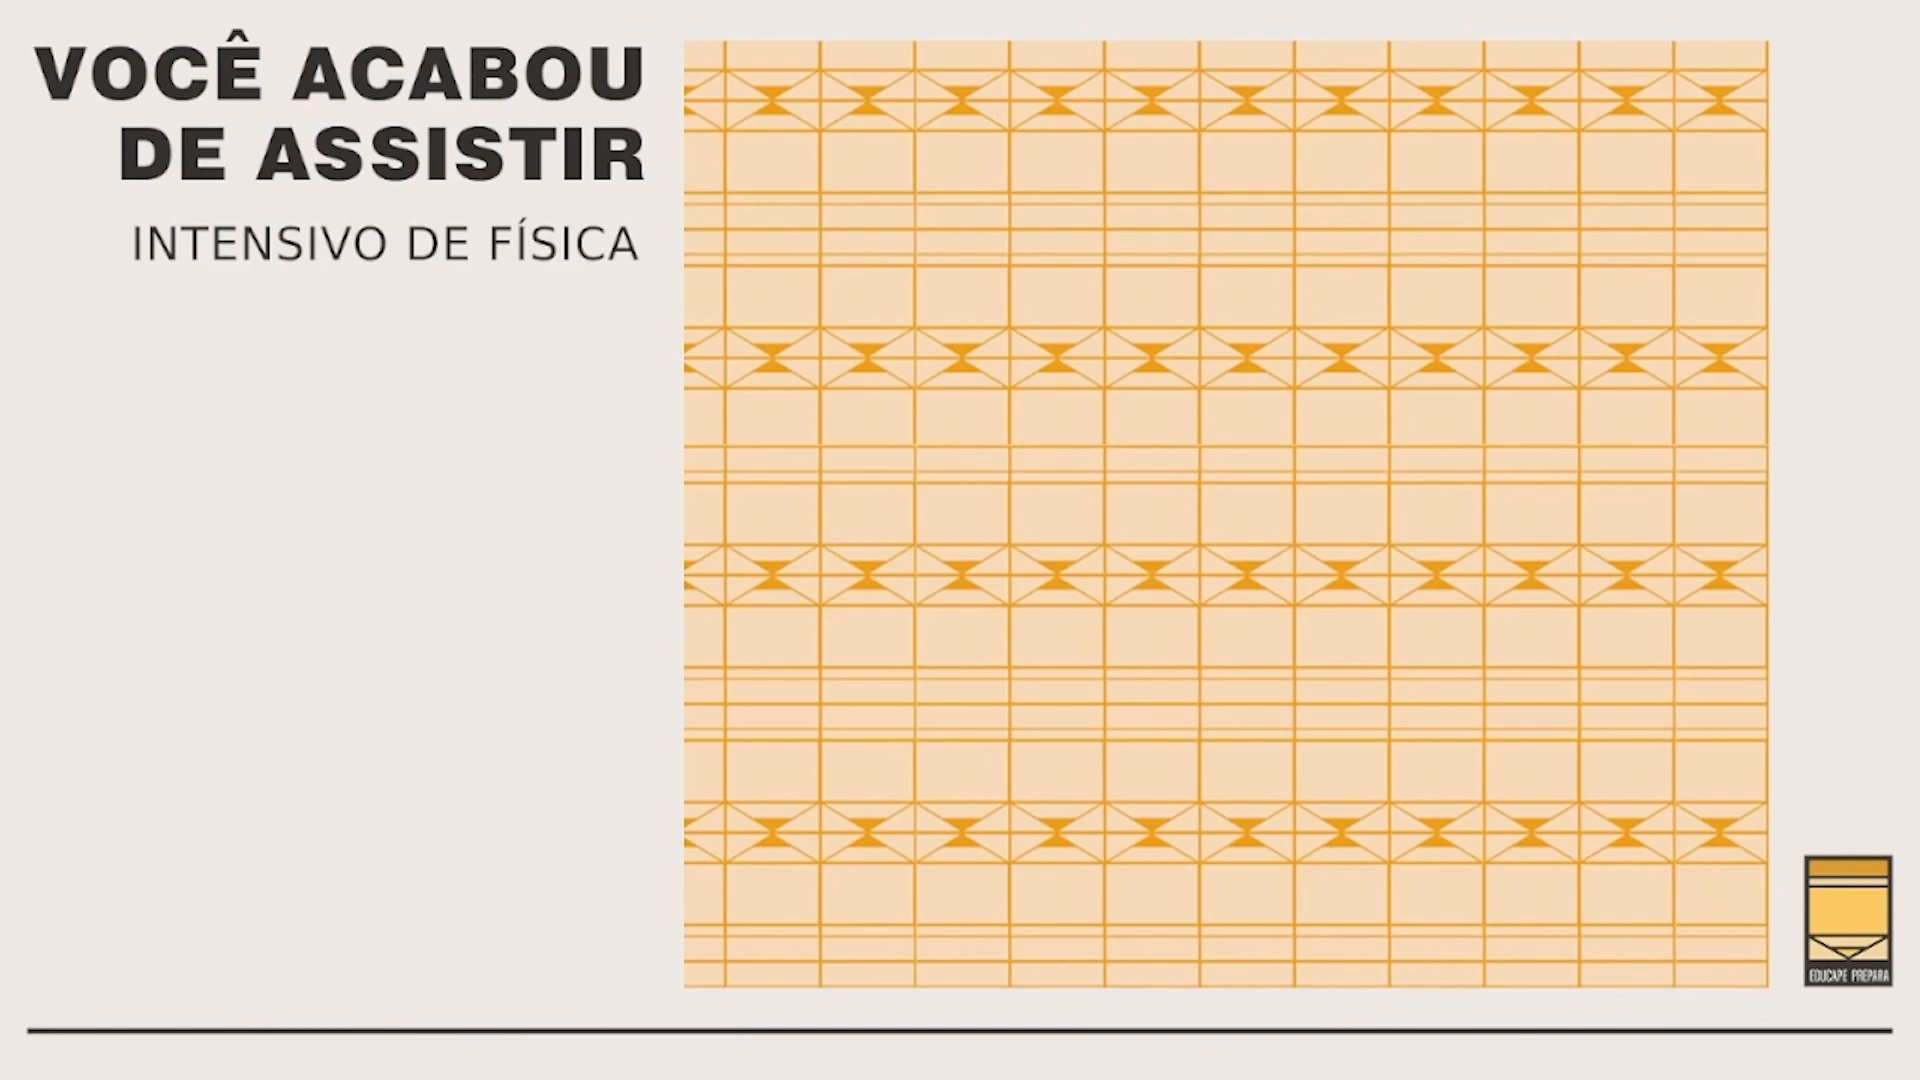 VOCÊ ACABOU
DE ASSISTIR
INTENSIVO DE FÍSICA
EDUCAPE PREPARA